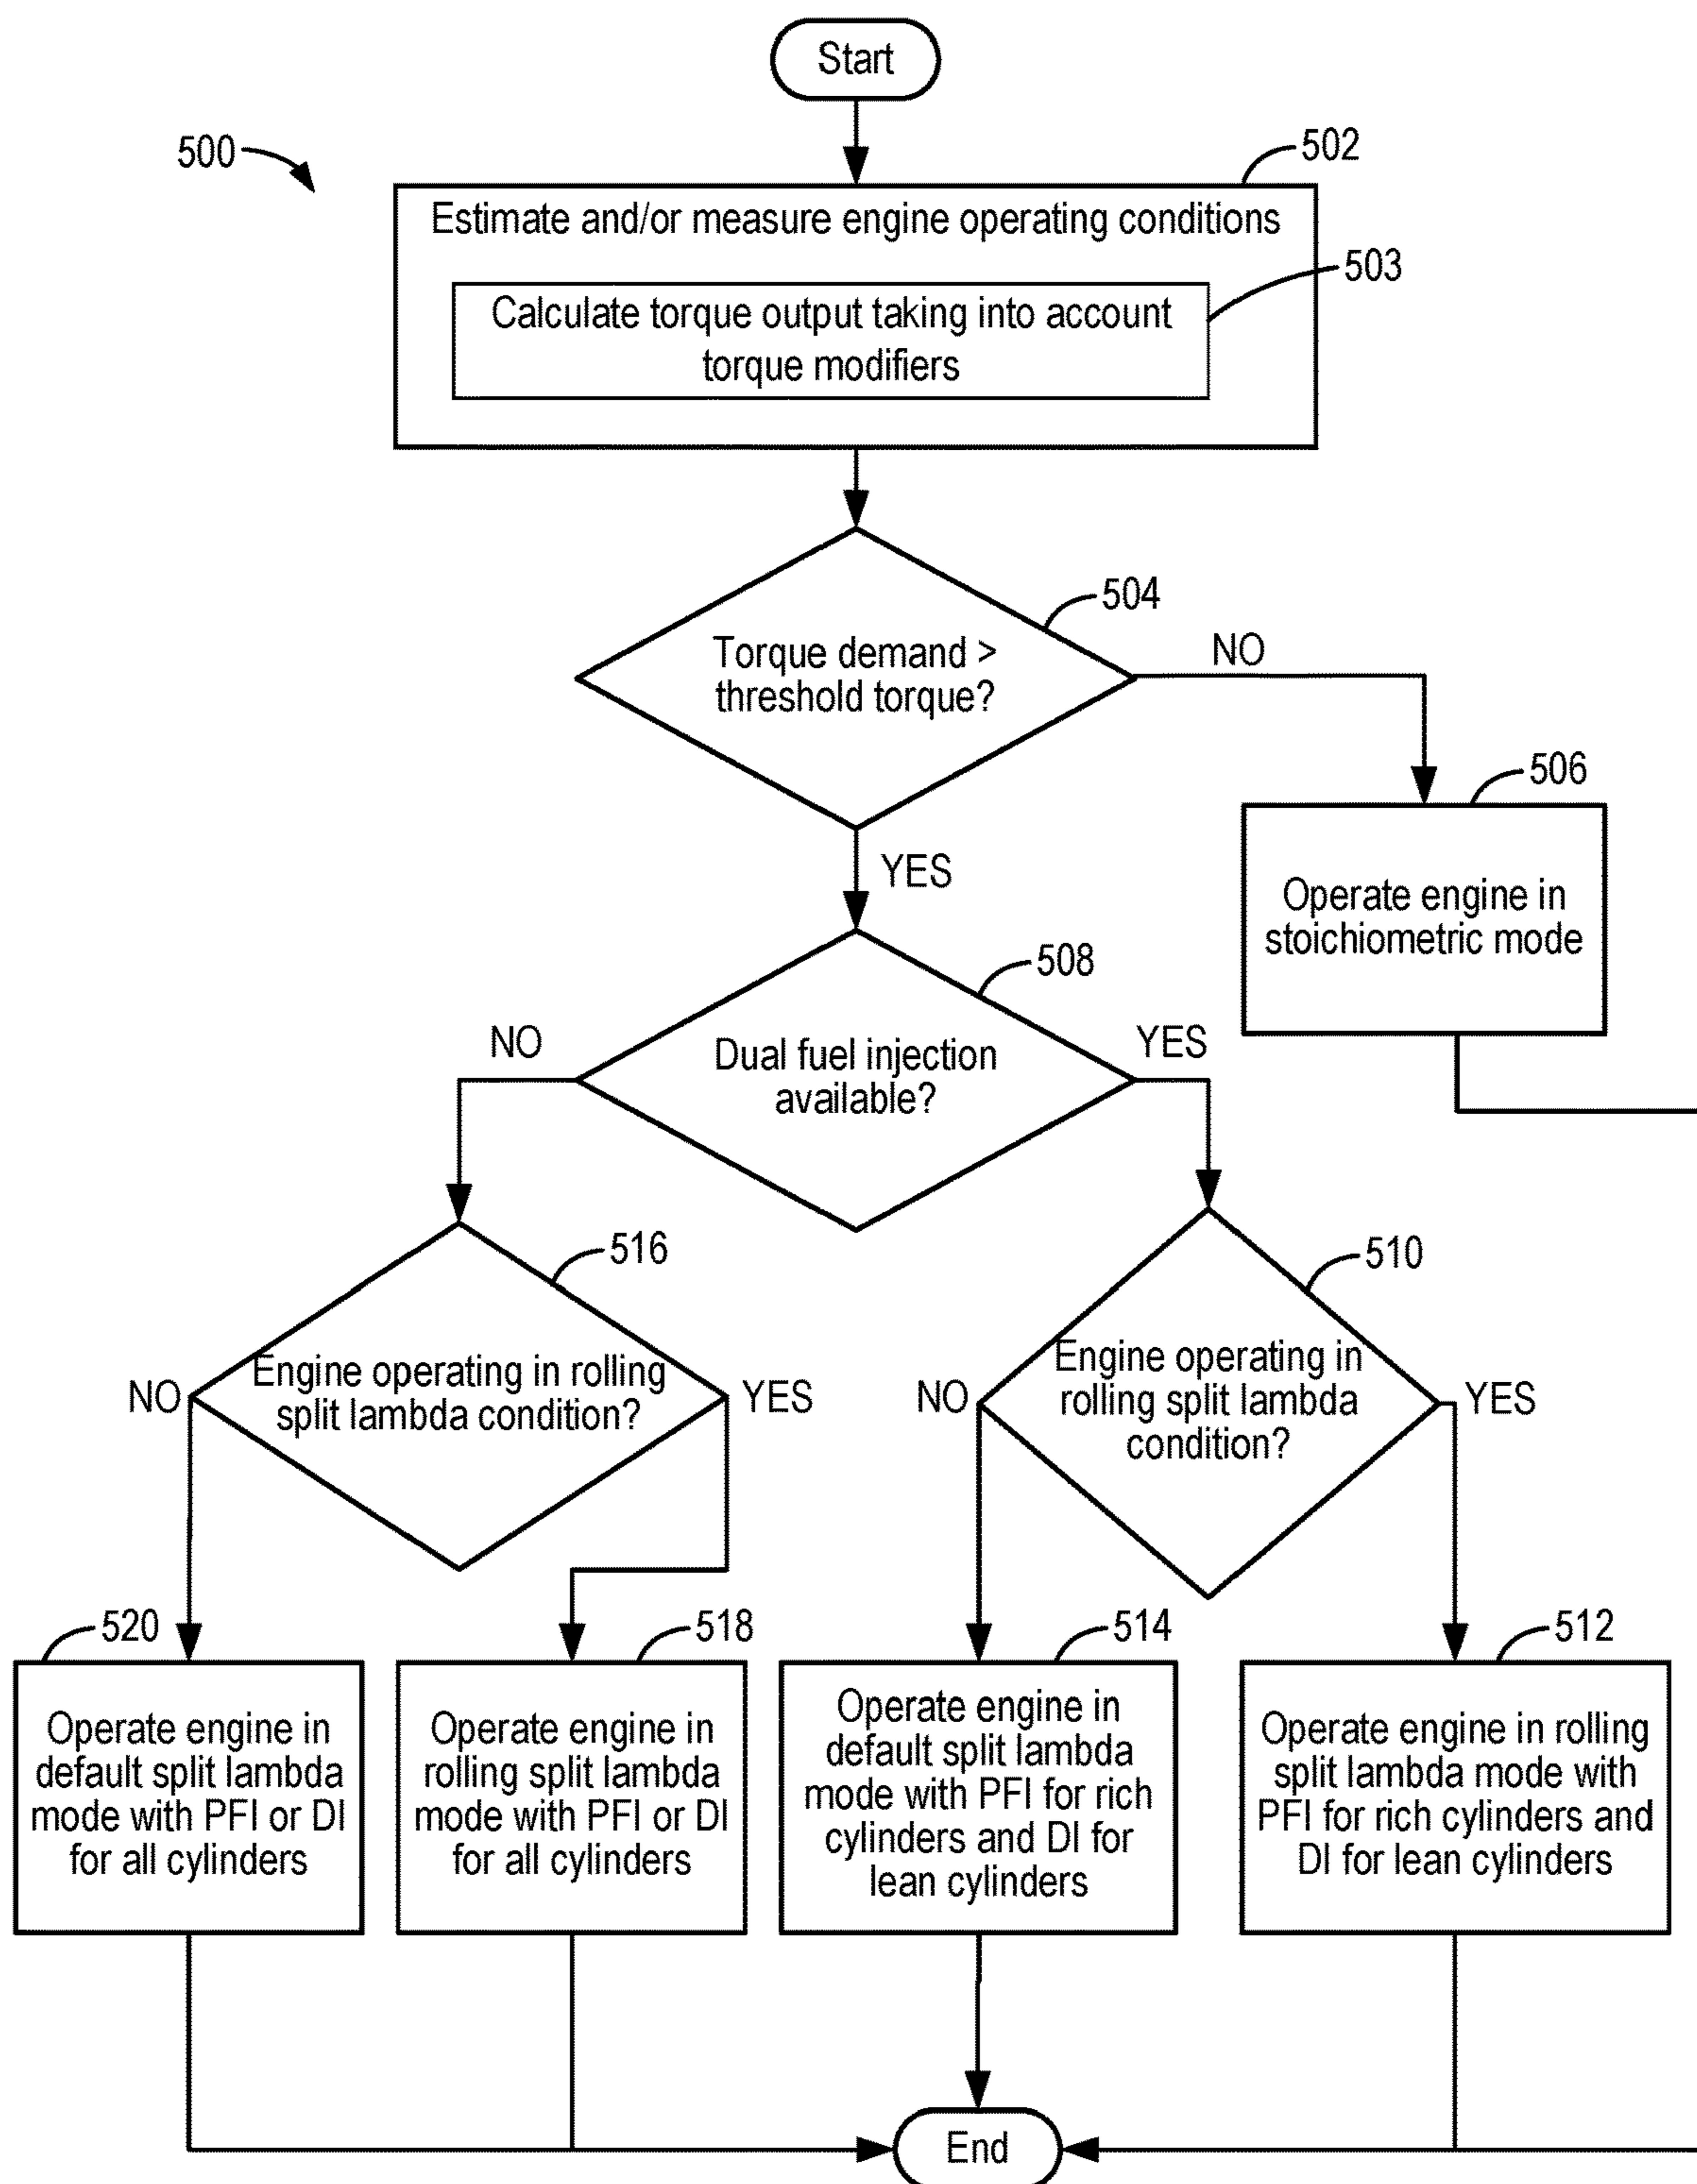 Start
500
502
Estimate and/or measure engine operating conditions
503
Calculate torque output taking into account
torque modifiers
504
Torque demand >
threshold torque?
NO
YES
506
Operate engine in
stoichiometric mode
508
Dual fuel injection
available?
NO
YES
516
Engine operating in rolling
split lambda condition?
NO
YES
510
Engine operating in
rolling split lambda
condition?
NO
YES
520
Operate engine in
default split lambda
mode with PFI or DI
for all cylinders
518
Operate engine in
rolling split lambda
mode with PFI or DI
for all cylinders
514
Operate engine in
default split lambda
mode with PFI for rich
cylinders and DI for
lean cylinders
512
Operate engine in rolling
split lambda mode with
PFI for rich cylinders and
DI for lean cylinders
End